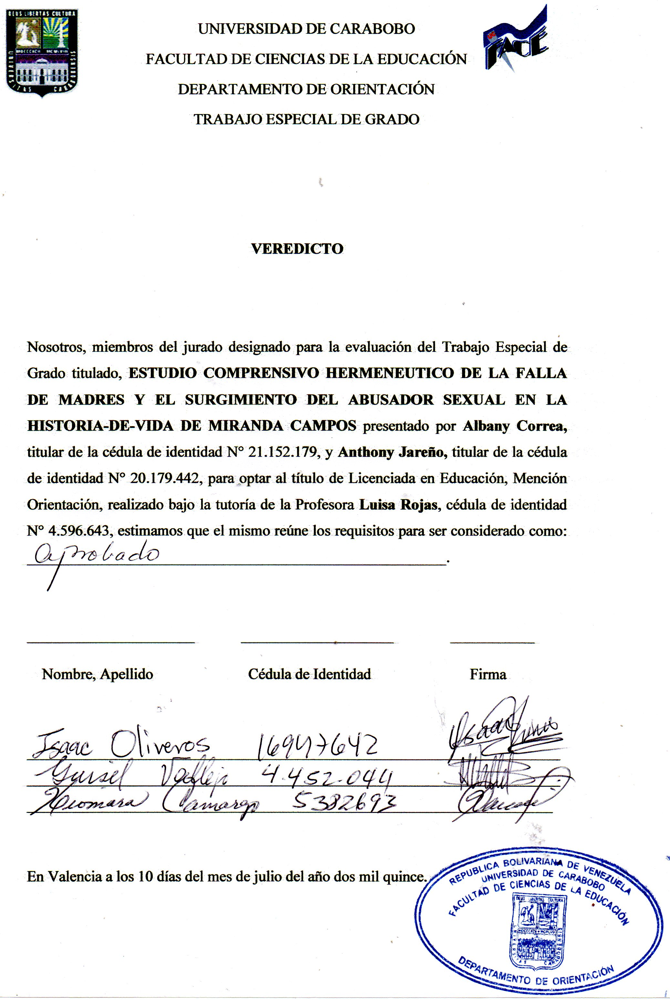 DEUS LIBERTAS CULTURA
UNIVERSITAS CARABOBENSIS
UNIVERSIDAD DE CARABOBO
FACULTAD DE CIENCIAS DE LA EDUCACIÓN
DEPARTAMENTO DE ORIENTACIÓN
TRABAJO ESPECIAL DE GRADO
UC
FACE
VEREDICTO
Nosotros, miembros del jurado designado para la evaluación del Trabajo Especial de
Grado titulado, ESTUDIO COMPRENSIVO HERMENEUTICO DE LA FALLA
DE MADRES Y EL SURGIMIENTO DEL ABUSADOR SEXUAL EN LA
HISTORIA-DE-VIDA DE MIRANDA CAMPOS presentado por Albany Correa,
titular de la cédula de identidad N° 21.152.179, y Anthony Jareño, titular de la cédula
de identidad N° 20.179.442, para optar al título de Licenciada en Educación, Mención
Orientación, realizado bajo la tutoría de la Profesora Luisa Rojas, cédula de identidad
N° 4.596.643, estimamos que el mismo reúne los requisitos para ser considerado como:
Aprobado.
Nombre, Apellido Cédula de Identidad Firma
Isaac Oliveros 16947642
Vallejo 4.452.044
Xiomara Camargo 5382693
En Valencia a los 10 días del mes de julio del año dos mil quince.
REPUBLICA BOLIVARIANA DE VENEZUELA
UNIVERSIDAD DE CARABOBO
FACULTAD DE CIENCIAS DE LA EDUCACIÓN
DEUS LIBERTAS CULTURA
UNIVERSITAS CARABOBENSIS
DEPARTAMENTO DE ORIENTACIÓN